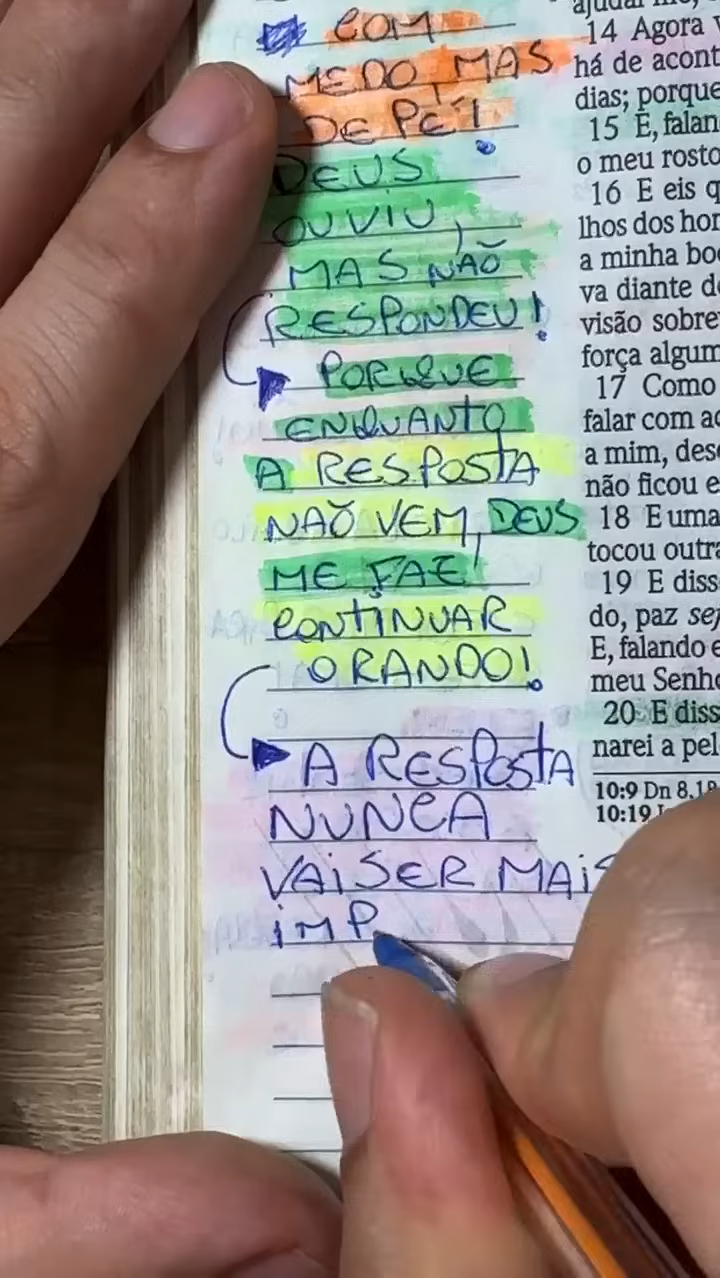 COM
MEDO, MAS
DE PÉ!
DEUS
OUVIU,
MAS NÃO
RESPONDEU!
PORQUE
ENQUANTO
A RESPOSTA
NÃO VEM, DEUS
ME FAZ
CONTINUAR
ORANDO!
A RESPOSTA
NUNCA
VAI SER MAIS
IMP
14 Agora
há de acont
dias; porque
15 E, falan
o meu rosto
16 E eis q
lhos dos hor
a minha bo
va diante d
visão sobre
força algum
17 Como
falar com a
a mim, des
não ficou e
18 E uma
tocou outra
19 E diss
do, paz sej
E, falando e
meu Senho
20 E diss
narei a pel
10:9 Dn 8.18
10:19